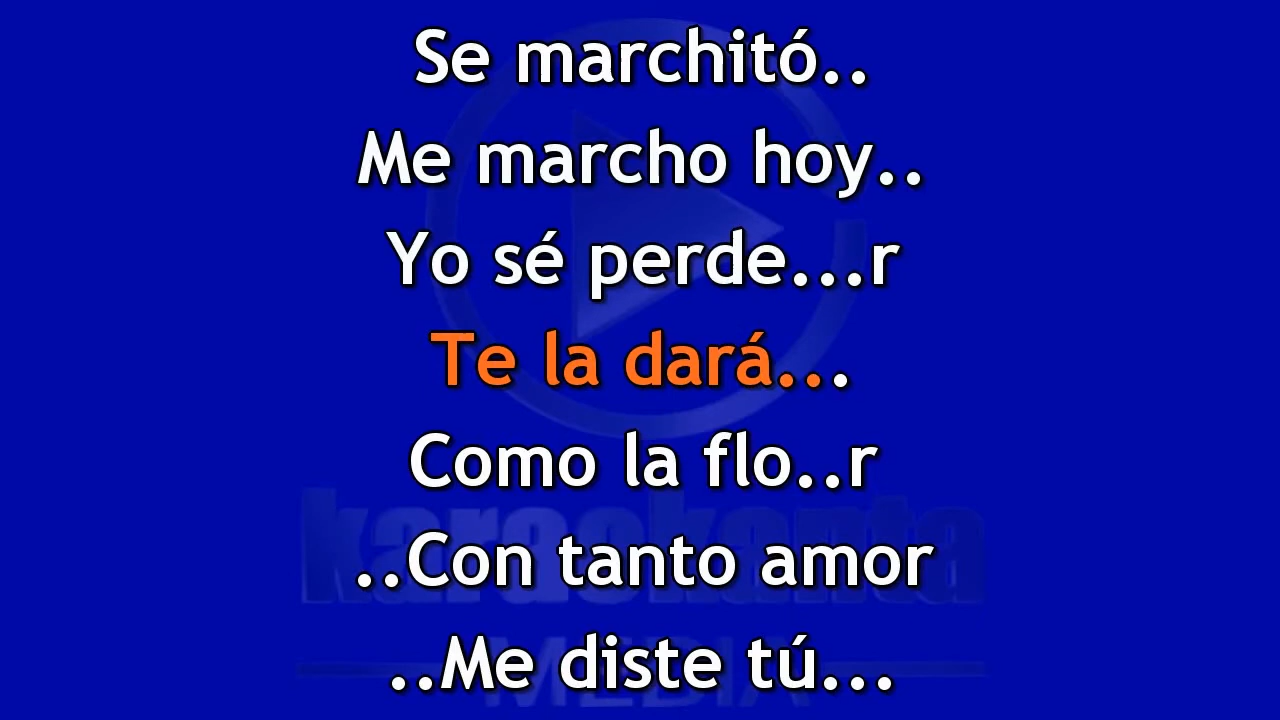 Se marchitó..
Me marcho hoy..
Yo sé perde...r
Te la dará...
Como la flo..r
..Con tanto amor
..Me diste tú...
karaokanta
MEDIA